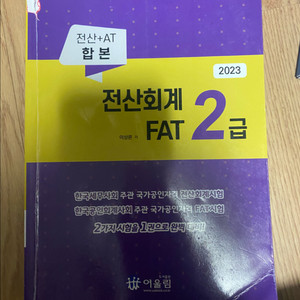 전산+AT
합 본
2023
전산회계
FAT 2급
한국세무사회 주관 국가공인자격 전산회계시험
한국공인회계사회 주관 국가공인자격 FAT시험
2가지 시험을 1권으로 완벽
어울림